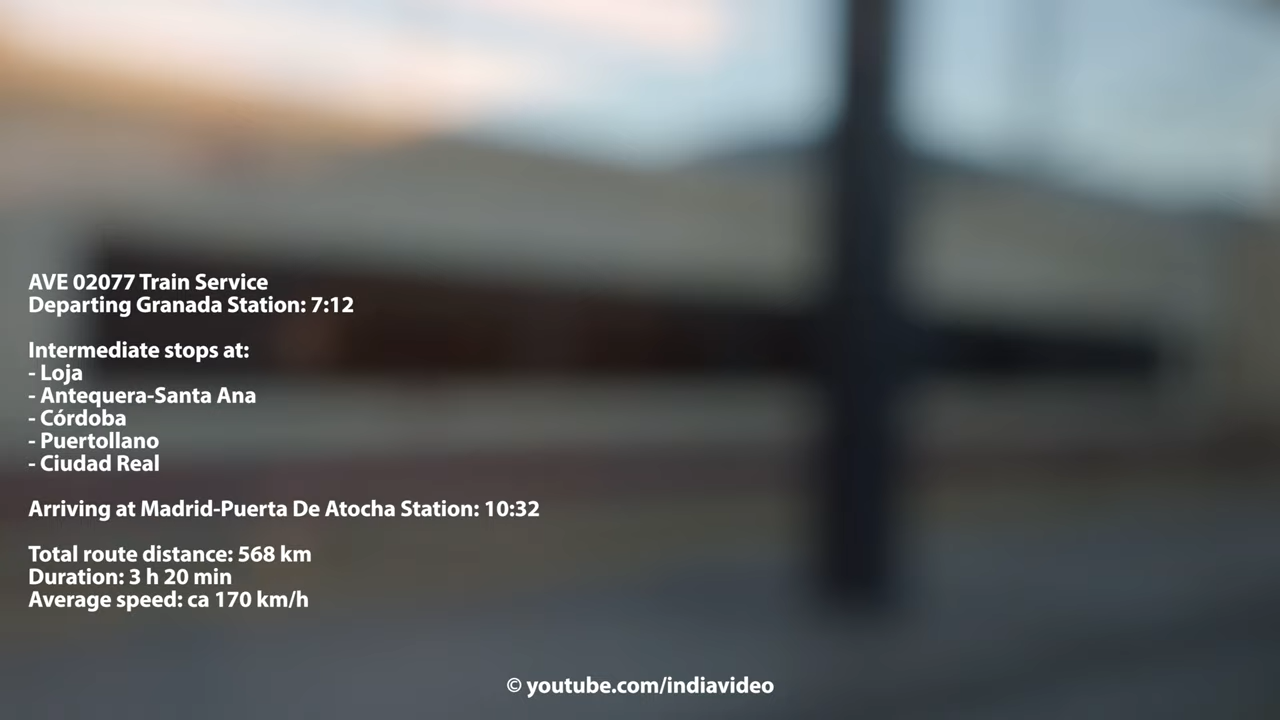 AVE 02077 Train Service
Departing Granada Station: 7:12
Intermediate stops at:
- Loja
- Antequera-Santa Ana
- Córdoba
- Puertollano
- Ciudad Real
Arriving at Madrid-Puerta De Atocha Station: 10:32
Total route distance: 568 km
Duration: 3 h 20 min
Average speed: ca 170 km/h
© youtube.com/indiavideo